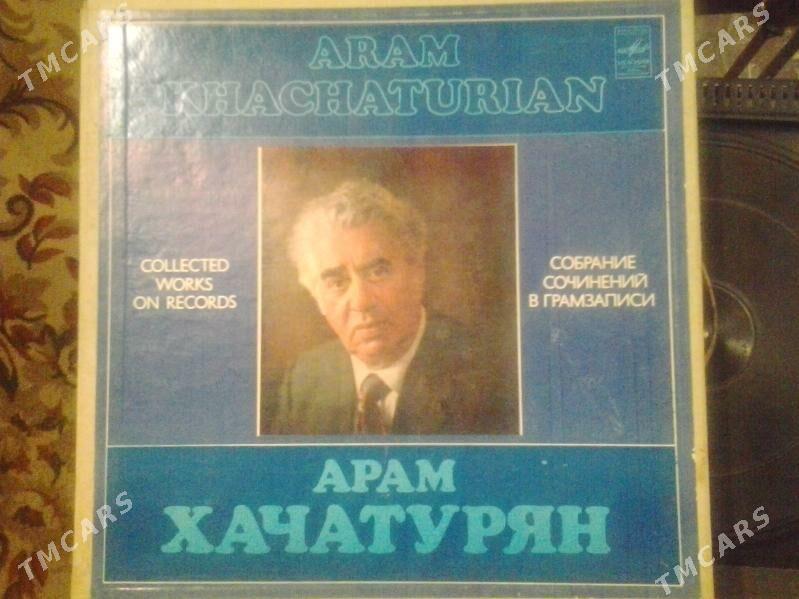 ARAM
KHACHATURIAN
COLLECTED
WORKS
ON RECORDS
СОБРАНИЕ
СОЧИНЕНИЙ
В ГРАМЗАПИСИ
АРАМ
ХАЧАТУРЯН
TMCARS
TMCARS
TMCARS
TMCARS